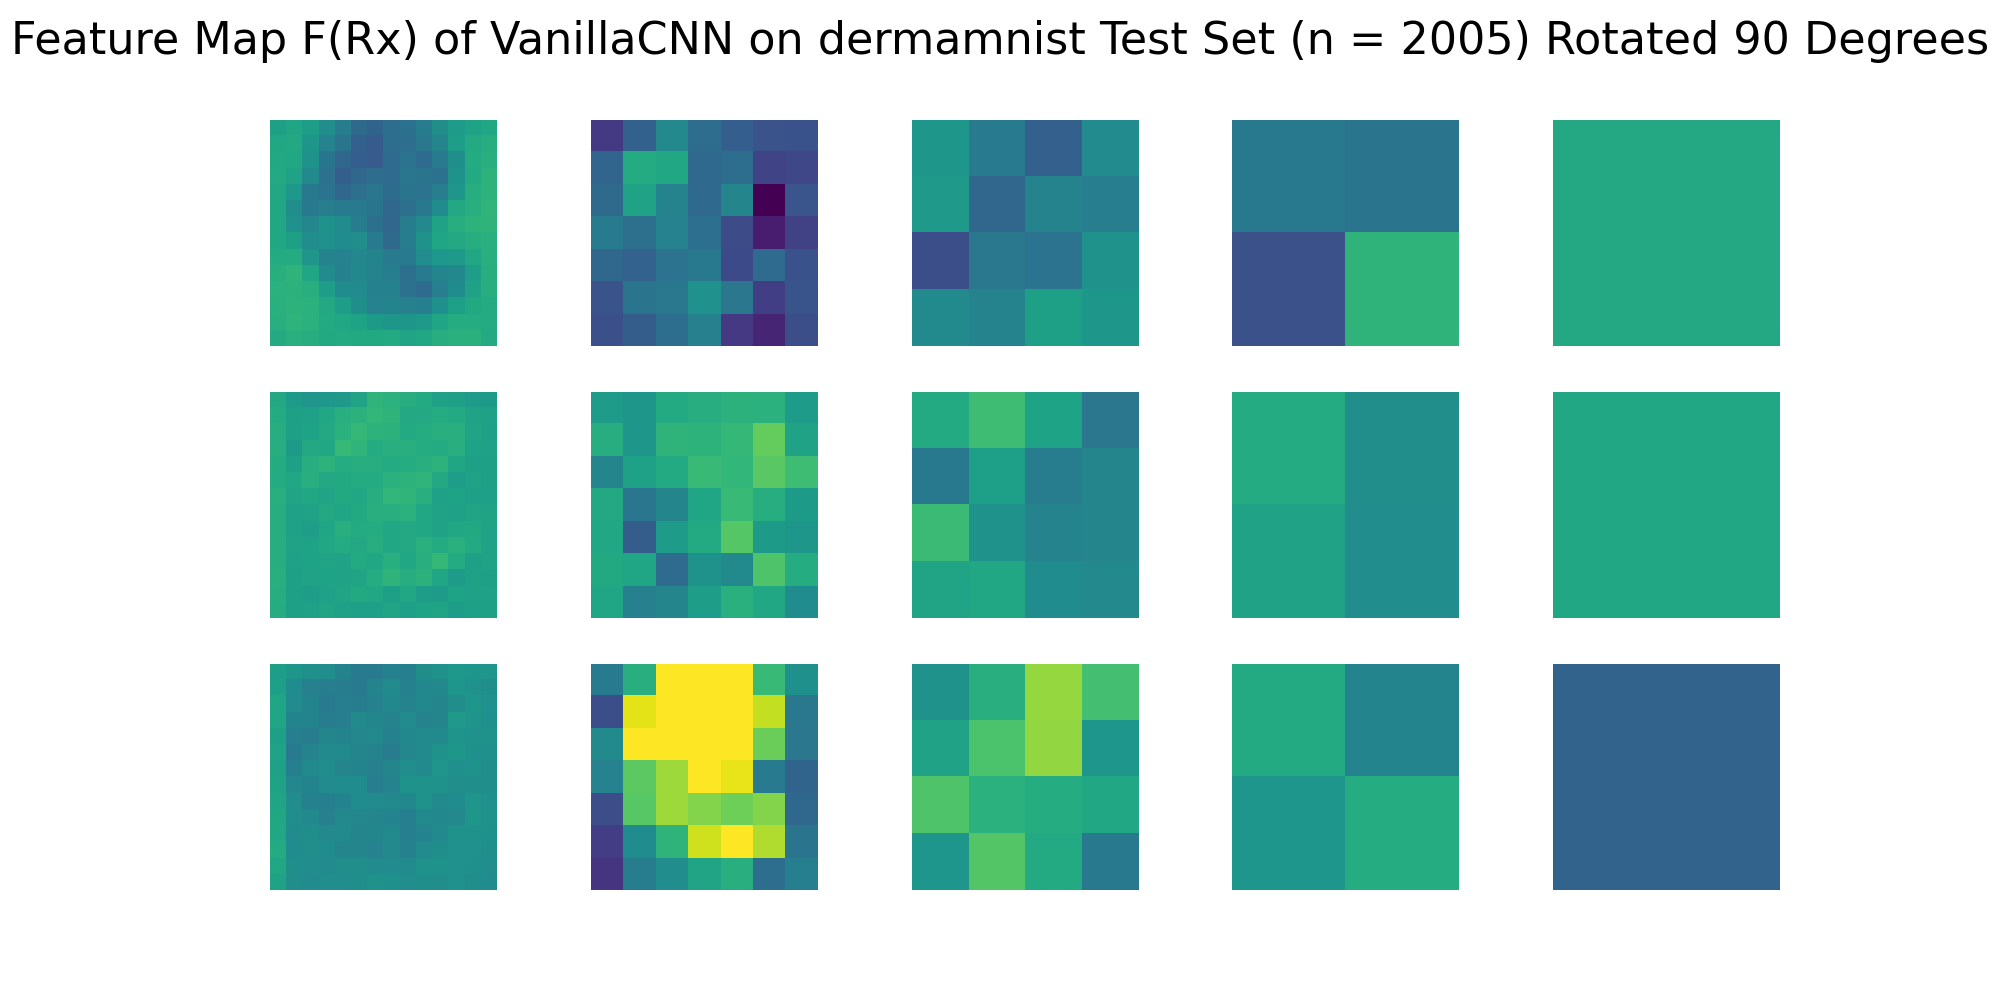 Feature Map F(Rx) of VanillaCNN on dermamnist Test Set (n = 2005) Rotated 90 Degrees